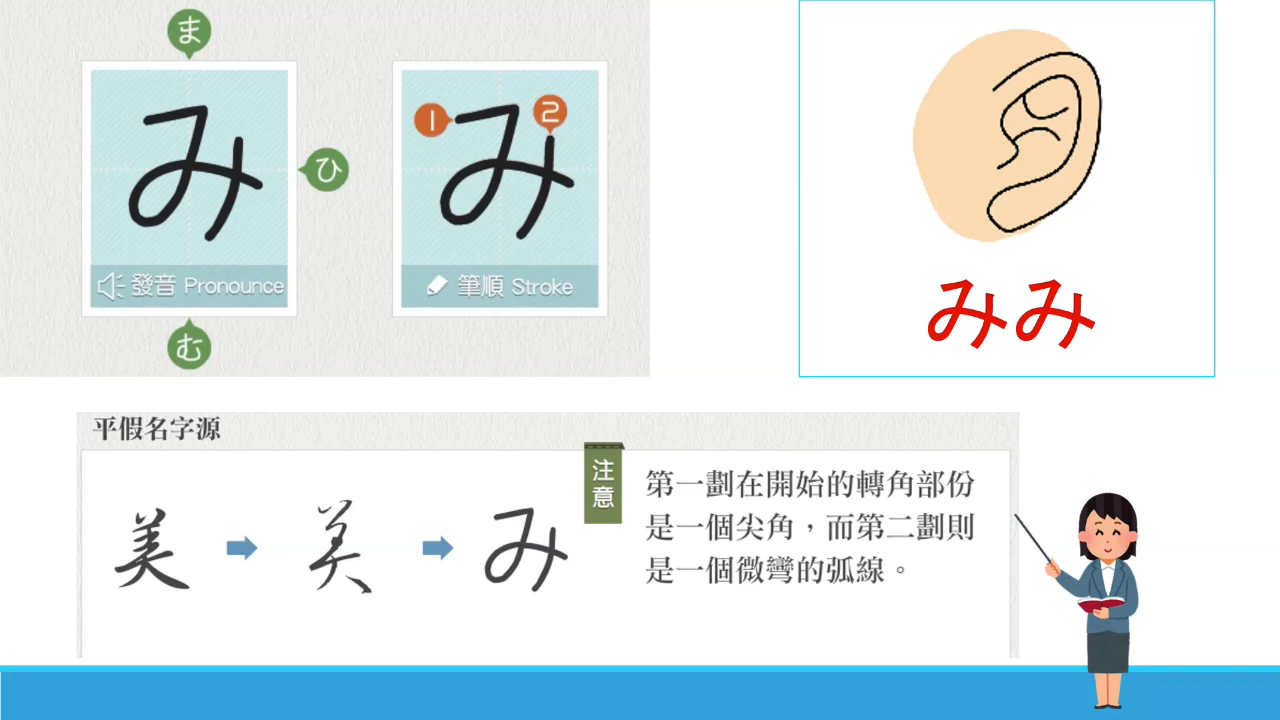 ま
み
ひ
發音 Pronounce
む
1
2
み
筆順 Stroke
みみ
平假名字源
美
美
み
注意
第一劃在開始的轉角部份
是一個尖角，而第二劃則
是一個微彎的弧線。